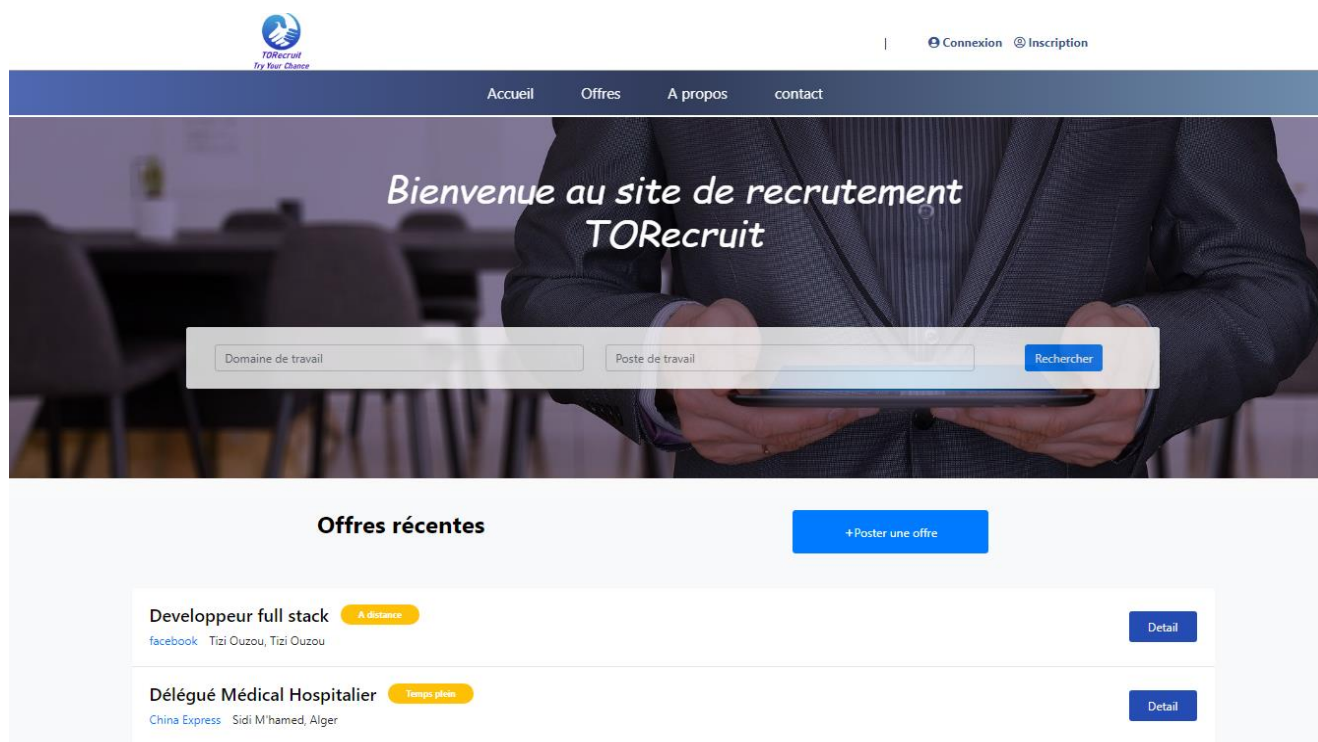 TORecruit
Try Your Chance
| Connexion Inscription
Accueil Offres A propos contact
Bienvenue au site de recrutement
TORecruit
Domaine de travail Poste de travail Rechercher
Offres récentes +Poster une offre
Developpeur full stack A distance
facebook Tizi Ouzou, Tizi Ouzou
Detail
Délégué Médical Hospitalier Temps plein
China Express Sidi M'hamed, Alger
Detail